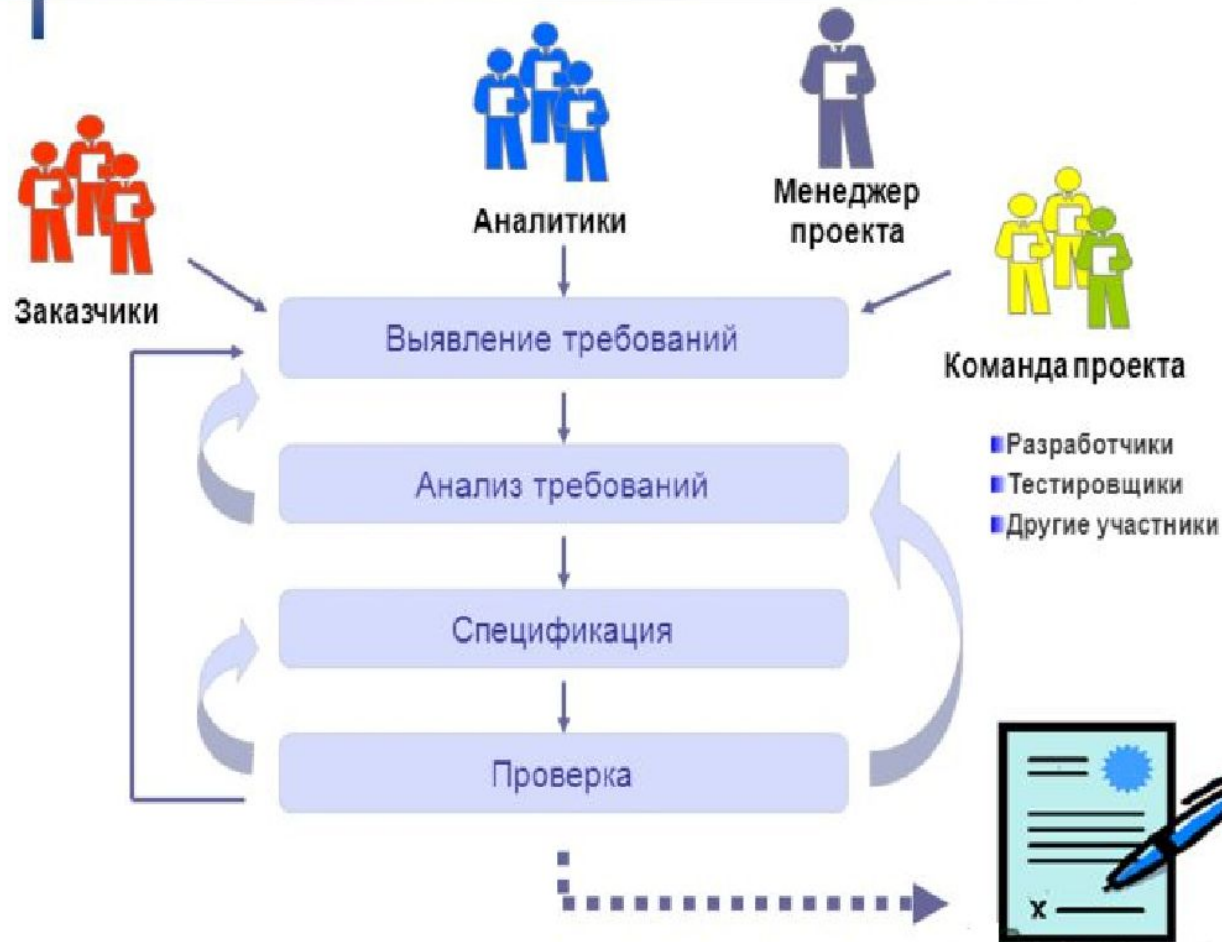 Менеджер
проекта
Аналитики
Заказчики
Выявление требований
Команда проекта
Разработчики
Тестировщики
Другие участники
Анализ требований
Спецификация
Проверка
x